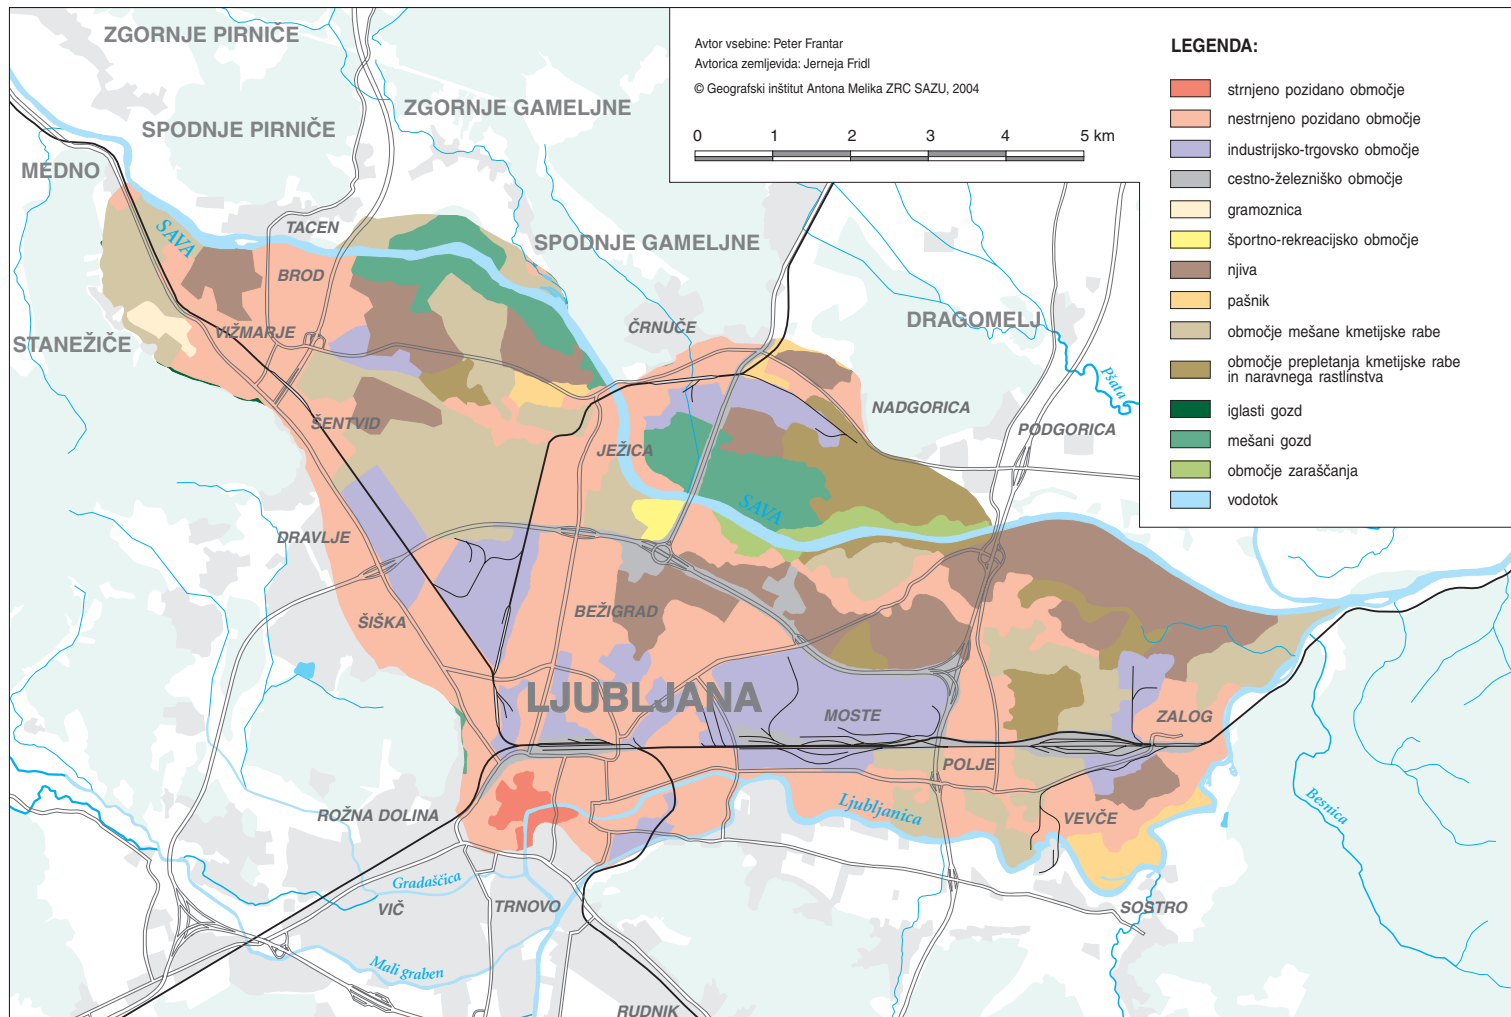 ZGORNJE PIRNIČE
Avtor vsebine: Peter Frantar
Avtorica zemljevida: Jerneja Fridl
© Geografski inštitut Antona Melika ZRC SAZU, 2004
0 1 2 3 4 5 km
LEGENDA:
strnjeno pozidano območje
nestrnjeno pozidano območje
industrijsko-trgovsko območje
cestno-železniško območje
gramoznica
športno-rekreacijsko območje
njiva
pašnik
območje mešane kmetijske rabe
območje prepletanja kmetijske rabe
in naravnega rastlinstva
iglasti gozd
mešani gozd
območje zaraščanja
vodotok
ZGORNJE GAMELJNE
SPODNJE PIRNIČE
MEDNO
TACEN
SAVA
SPODNJE GAMELJNE
BROD
STANEŽIČE
VIŽMARJE
ČRNUČE
DRAGOMELJ
Pšata
NADGORICA
PODGORICA
ŠENTVID
JEŽICA
SAVA
DRAVLJE
ŠIŠKA
BEŽIGRAD
LJUBLJANA
MOSTE
ZALOG
POLJE
ROŽNA DOLINA
Ljubljanica
VEVČE
Besnica
Gradaščica
VIČ
TRNOVO
SOSTRO
Mali graben
RUDNIK